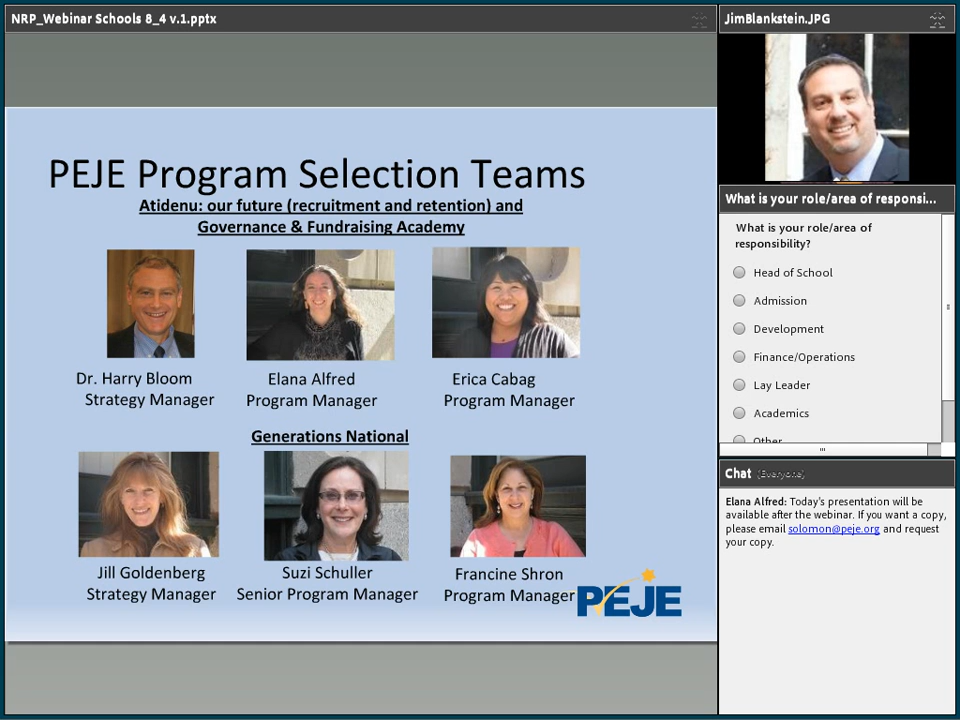 NRP_Webinar Schools 8_4 v.1.pptx
PEJE Program Selection Teams
Atidenu: our future (recruitment and retention) and
Governance & Fundraising Academy
Dr. Harry Bloom
Strategy Manager
Elana Alfred
Program Manager
Erica Cabag
Program Manager
Generations National
Jill Goldenberg
Strategy Manager
Suzi Schuller
Senior Program Manager
Francine Shron
Program Manager
PEJE
JimBlankstein.JPG
What is your role/area of responsi...
What is your role/area of
responsibility?
Head of School
Admission
Development
Finance/Operations
Lay Leader
Academics
Other
Chat (Everyone)
Elana Alfred: Today's presentation will be
available after the webinar. If you want a copy,
please email solomon@peje.org and request
your copy.